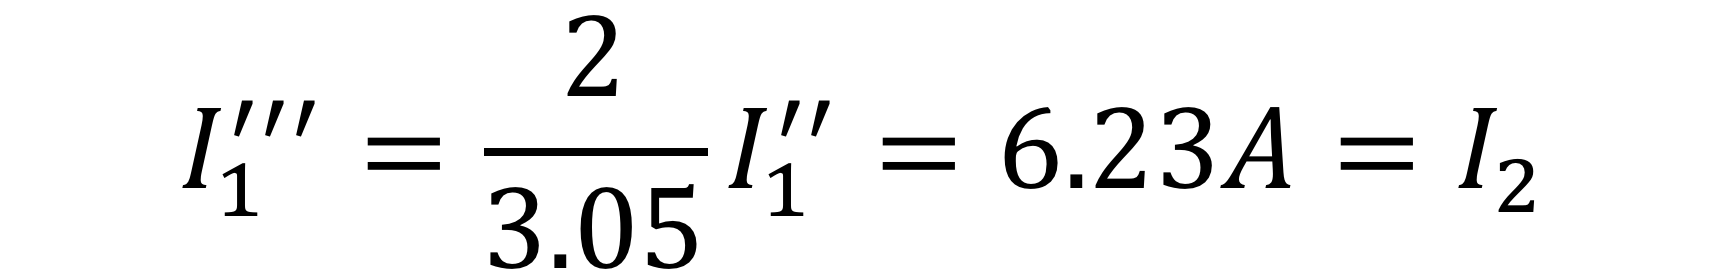 I₁′′′ = 2/3.05 I₁′′ = 6.23A = I₂